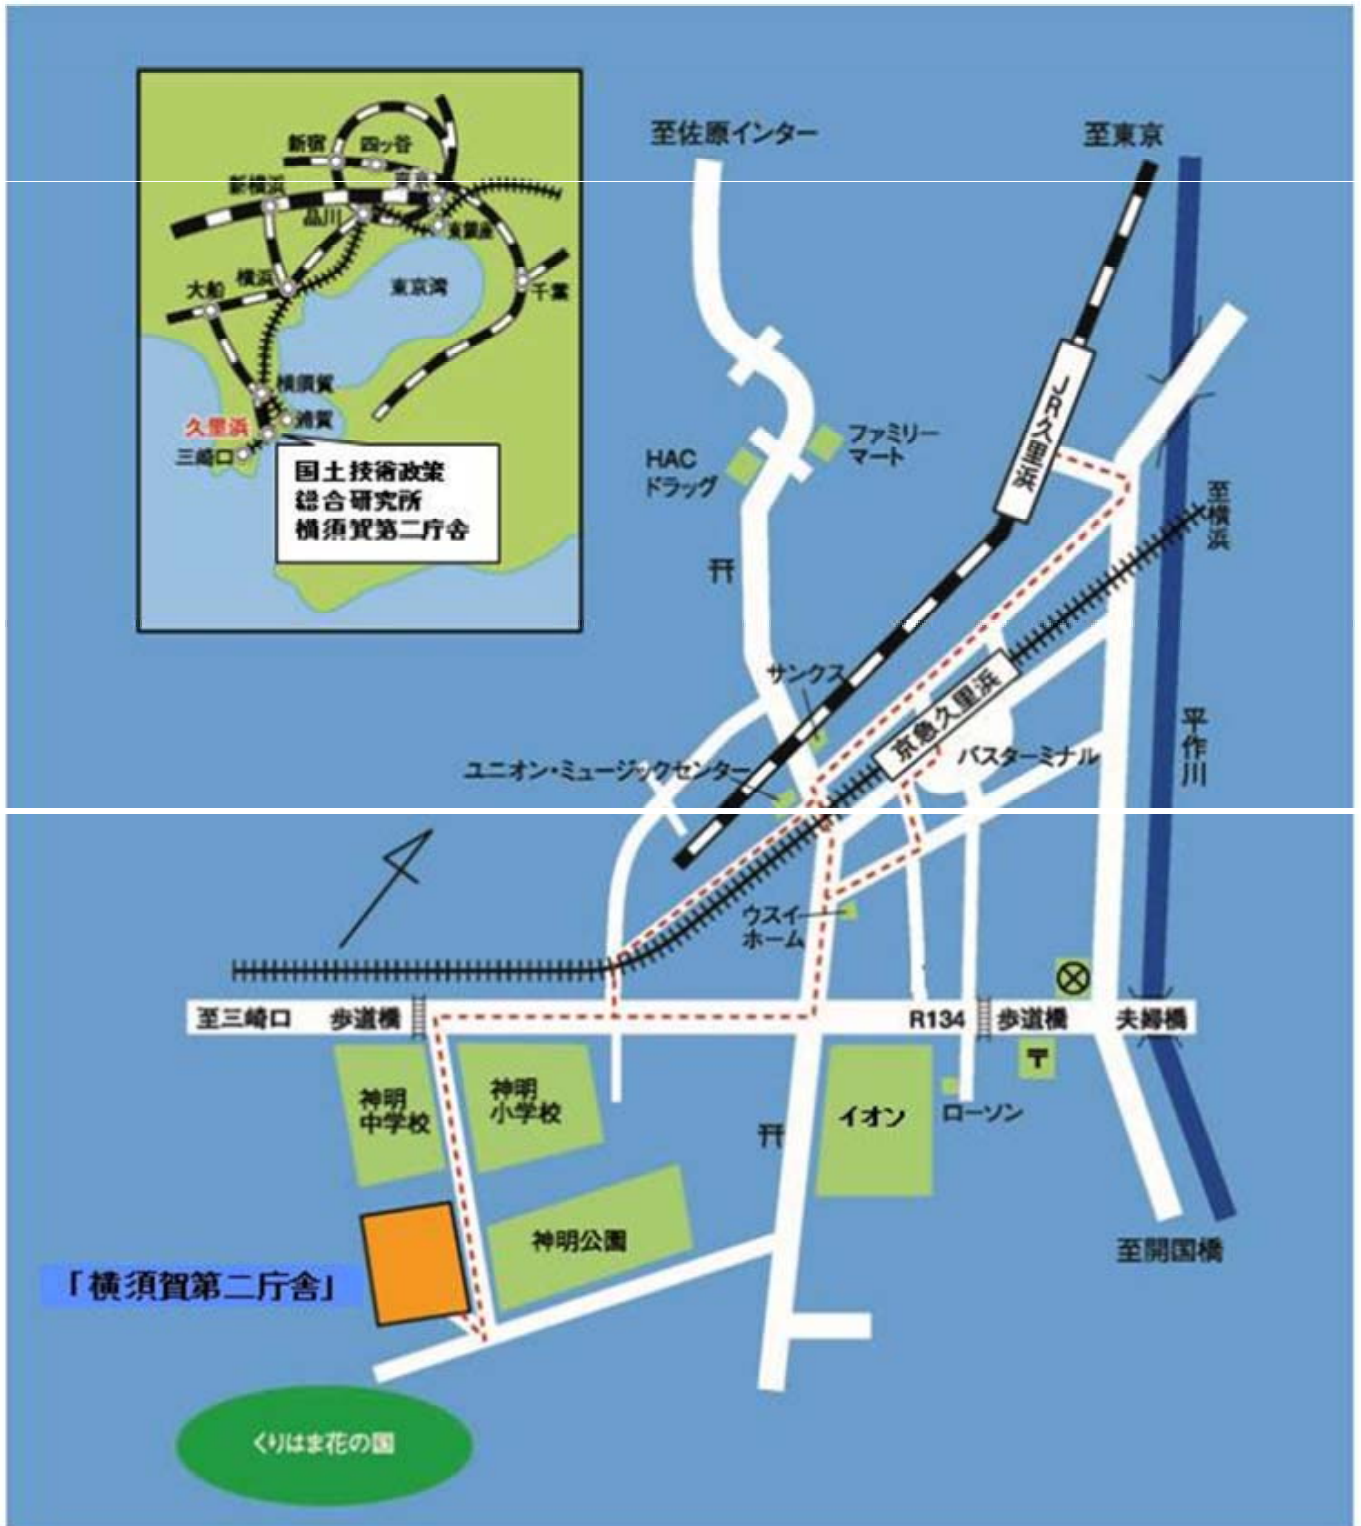 新宿
四ッ谷
新横浜
東京
品川
東銀座
横浜
大船
東京湾
千葉
横須賀
浦賀
久里浜
三崎口
国土技術政策
総合研究所
横須賀第二庁舎
至佐原インター
至東京
JR久里浜
ファミリー
マート
HAC
ドラッグ
至横浜
サンクス
京急久里浜
バスターミナル
平作川
ユニオン・ミュージックセンター
ウスイ
ホーム
至三崎口
歩道橋
R134
歩道橋
夫婦橋
神明
中学校
神明
小学校
イオン
ローソン
神明公園
至開国橋
「横須賀第二庁舎」
くりはま花の国